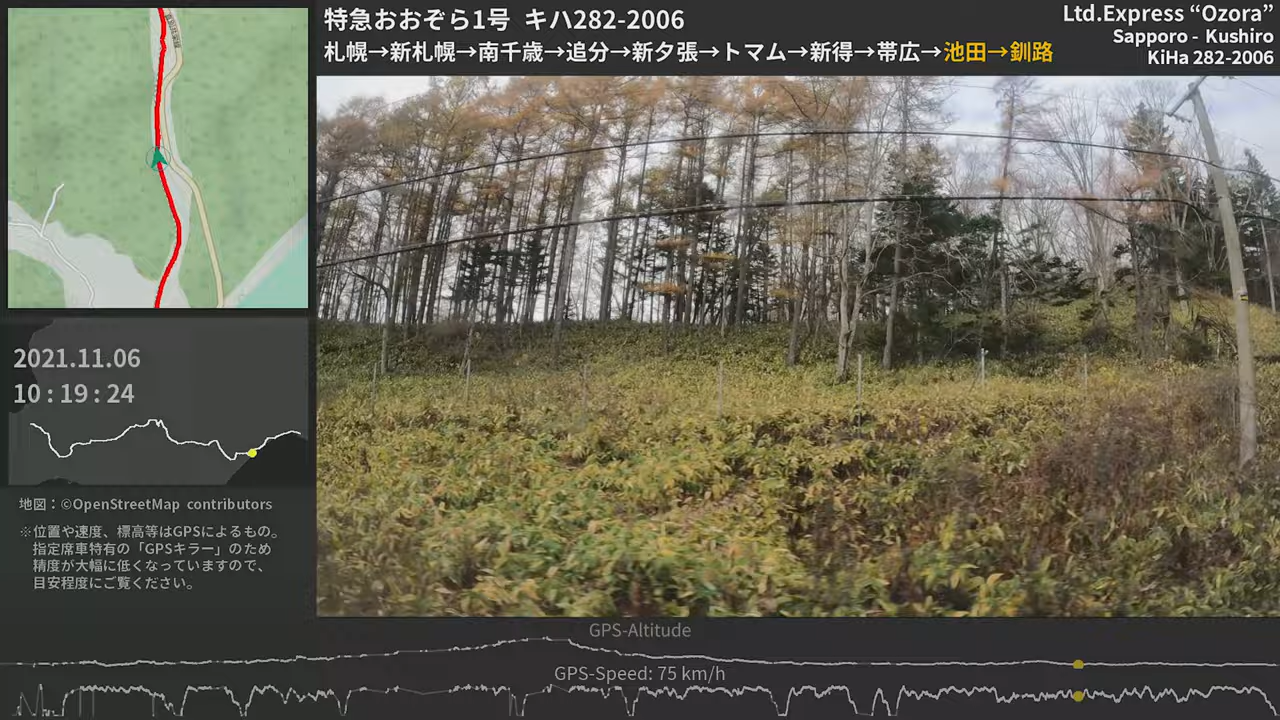 特急おおぞら1号 キハ282-2006
札幌→新札幌→南千歳→追分→新夕張→トマム→新得→帯広→池田→釧路
Ltd.Express “Ozora”
Sapporo - Kushiro
KiHa 282-2006
2021.11.06
10 : 19 : 24
地図：©OpenStreetMap contributors
※位置や速度、標高等はGPSによるもの。
指定席車特有の「GPSキラー」のため
精度が大幅に低くなっていますので、
目安程度にご覧ください。
GPS-Altitude
GPS-Speed: 75 km/h